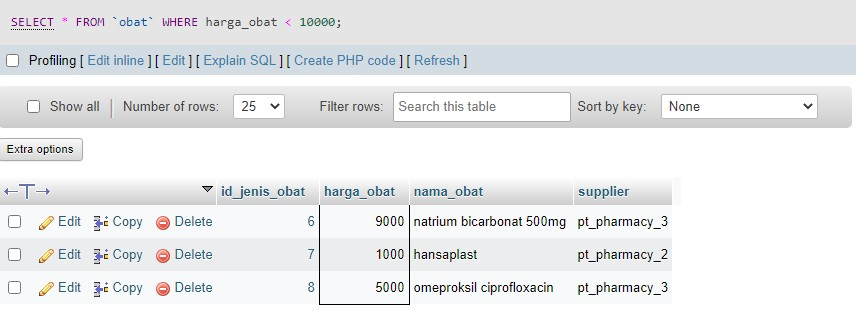 SELECT * FROM `obat` WHERE harga_obat < 10000;
Profiling [ Edit inline ] [ Edit ] [ Explain SQL ] [ Create PHP code ] [ Refresh ]
Show all Number of rows: 25 Filter rows: Search this table Sort by key: None
Extra options
←T→ id_jenis_obat harga_obat nama_obat supplier
Edit Copy Delete 6 9000 natrium bicarbonat 500mg pt_pharmacy_3
Edit Copy Delete 7 1000 hansaplast pt_pharmacy_2
Edit Copy Delete 8 5000 omeproksil ciprofloxacin pt_pharmacy_3